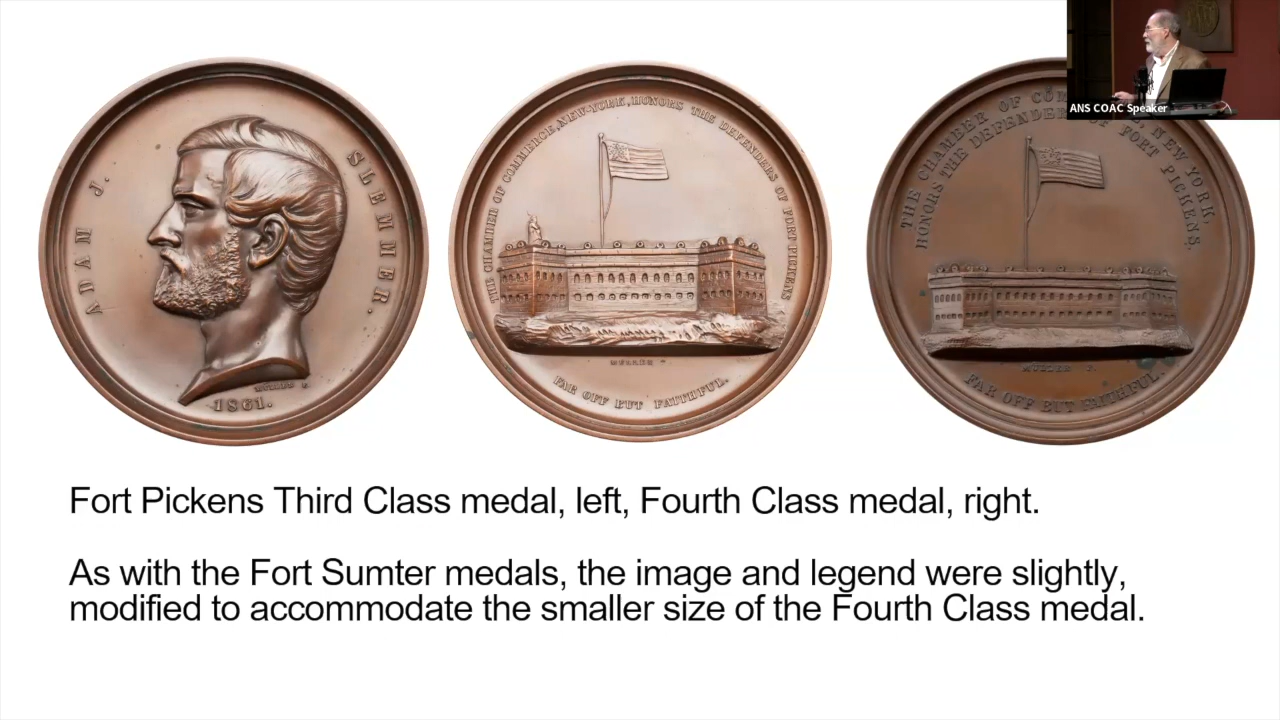 ANS COAC Speaker
ADAM J. SLEMMER.
MÜLLER F.
1861.
THE CHAMBER OF COMMERCE, NEW-YORK, HONORS THE DEFENDERS OF FORT PICKENS
FAR OFF BUT FAITHFUL.
THE CHAMBER OF NEW YORK,
HONORS THE DEFENDERS OF FORT PICKENS,
MULLER F.
FAR OFF BUT FAITHFUL.
Fort Pickens Third Class medal, left, Fourth Class medal, right.
As with the Fort Sumter medals, the image and legend were slightly,
modified to accommodate the smaller size of the Fourth Class medal.